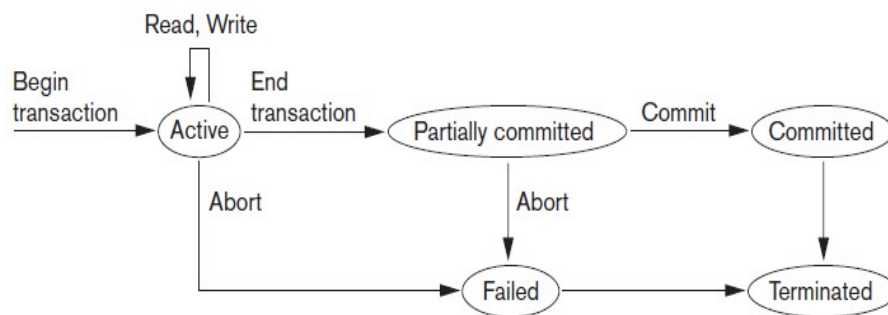 Read, Write
Begin
transaction
End
transaction
Active
Partially committed
Commit
Committed
Abort
Abort
Failed
Terminated